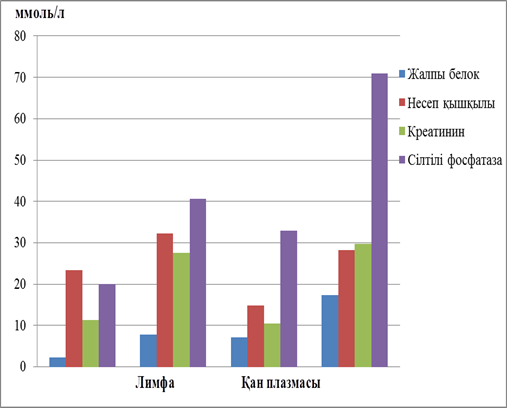 ммоль/л
80
70
60
50
40
30
20
10
0
Лимфа Қан плазмасы
Жалпы белок
Несеп қышқылы
Креатинин
Сілтілі фосфатаза